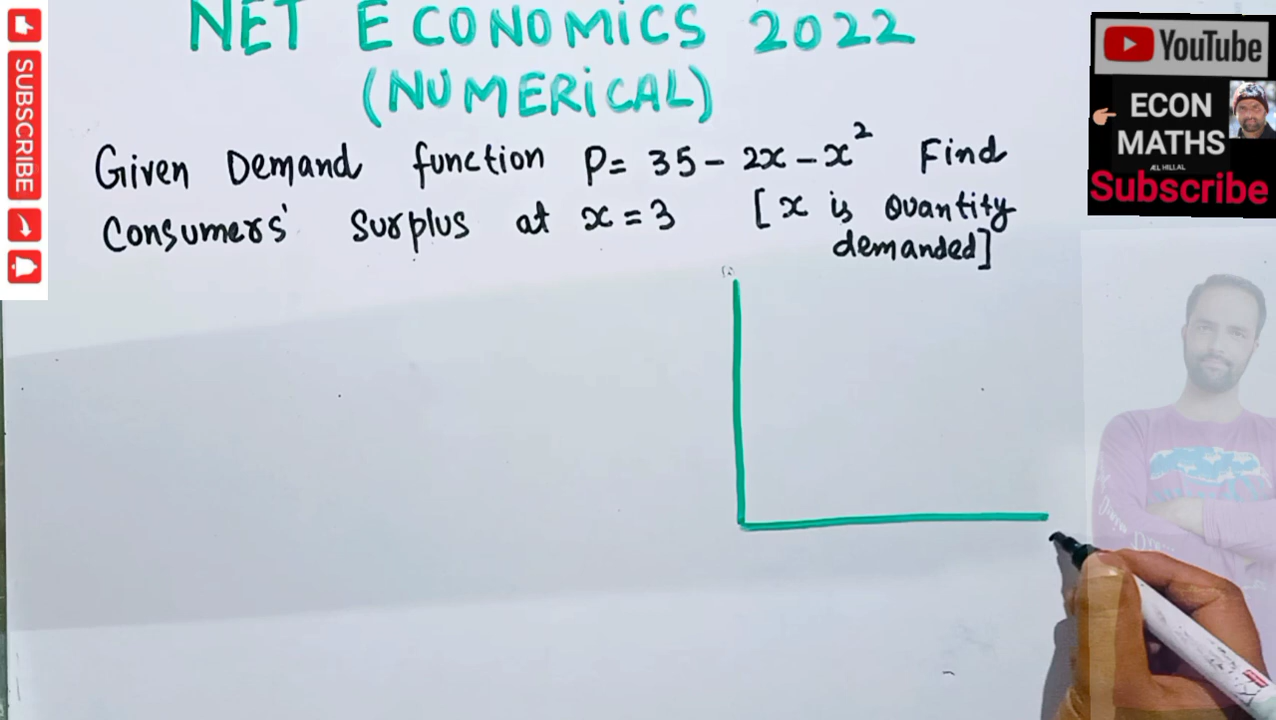 NET ECONOMICS 2022
(NUMERICAL)
Given Demand function P= 35 - 2x - x² Find
Consumers' Surplus at x = 3 [x is Quantity
demanded]
SUBSCRIBE
YouTube
ECON
MATHS
Subscribe